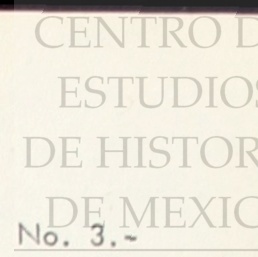 CENTRO D
ESTUDIOS
DE HISTOR
DE MEXIC
No. 3.~